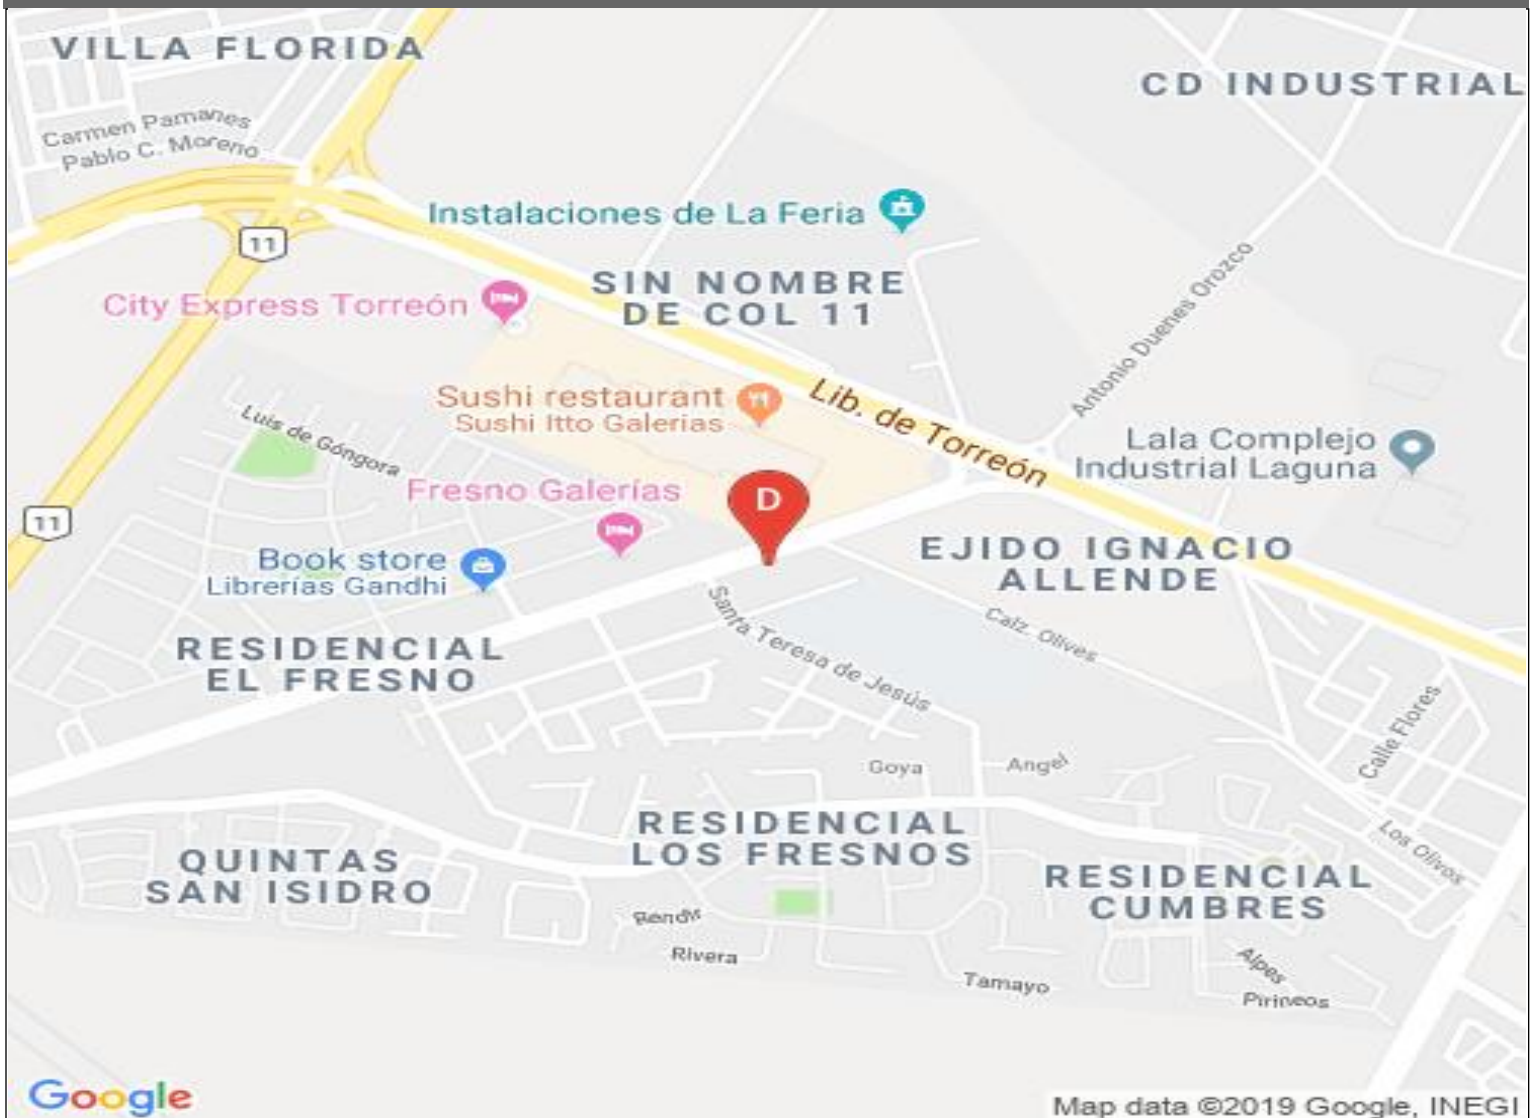 VILLA FLORIDA
CD INDUSTRIAL
Carmen Pamanes
Pablo C. Moreno
Instalaciones de La Feria
11
SIN NOMBRE
DE COL 11
City Express Torreón
Antonio Duenes Orozco
Sushi restaurant
Sushi Itto Galerias
Lib. de Torreón
Luis de Góngora
Lala Complejo
Industrial Laguna
Fresno Galerías
D
11
EJIDO IGNACIO
ALLENDE
Book store
Librerías Gandhi
Santa Teresa de Jesús
Calz. Olives
RESIDENCIAL
EL FRESNO
Calle Flores
Goya
Angel
RESIDENCIAL
LOS FRESNOS
Los Olivos
QUINTAS
SAN ISIDRO
RESIDENCIAL
CUMBRES
Rivera
Alpes
Tamayo
Pirineos
Google
Map data ©2019 Google, INEGI